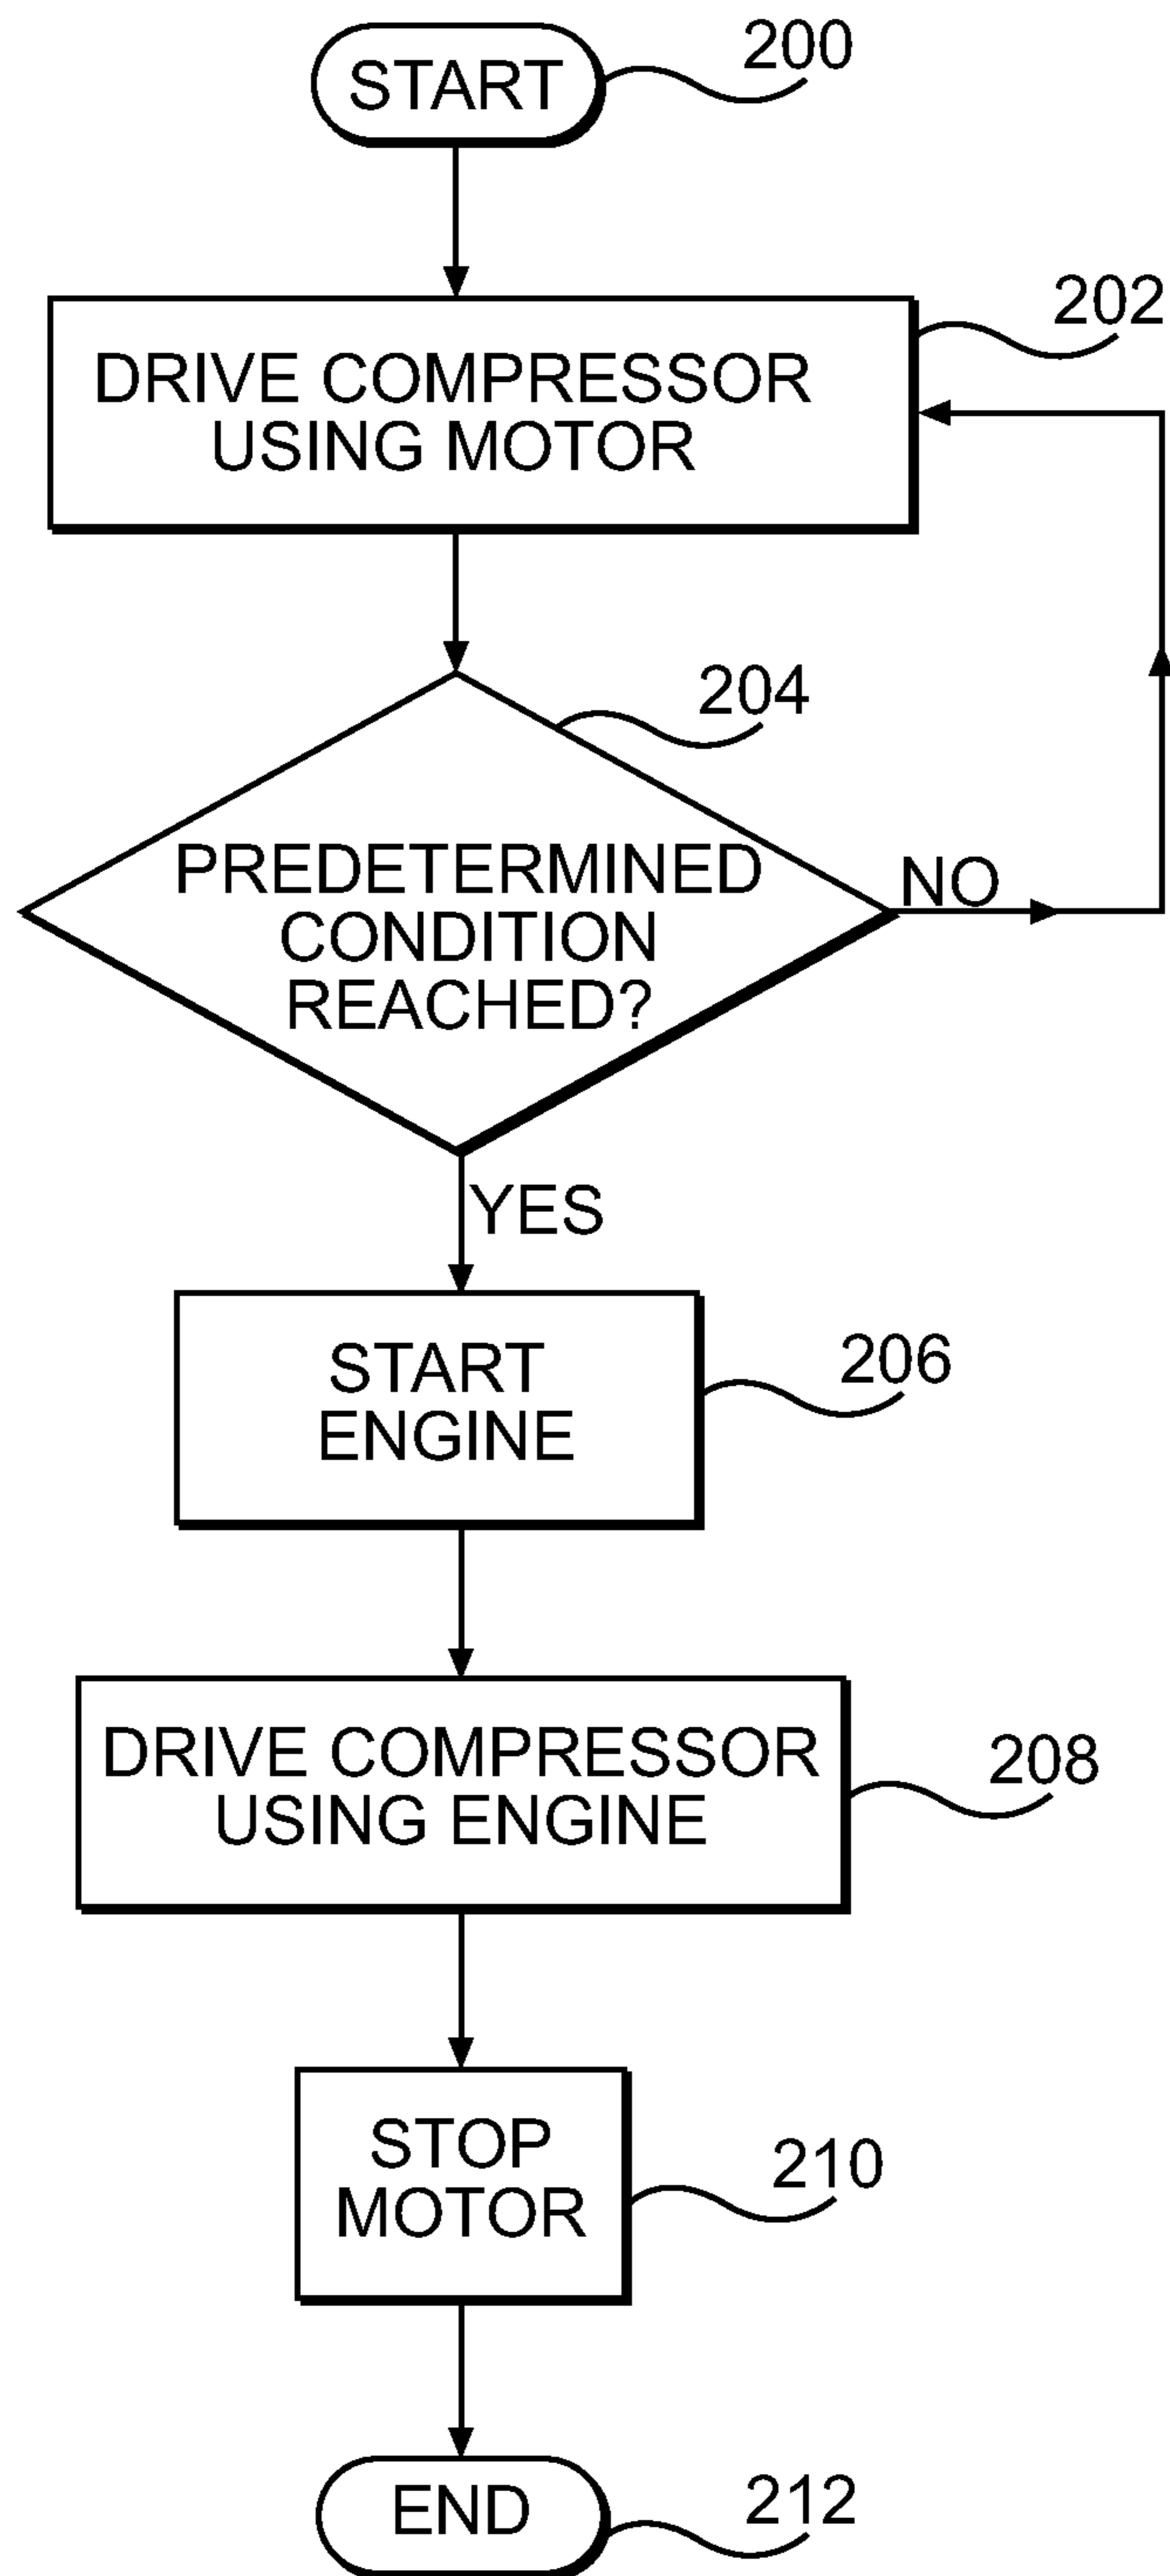 START
200
202
DRIVE COMPRESSOR
USING MOTOR
204
PREDETERMINED
CONDITION
REACHED?
NO
YES
START
ENGINE
206
DRIVE COMPRESSOR
USING ENGINE
208
STOP
MOTOR
210
END
212